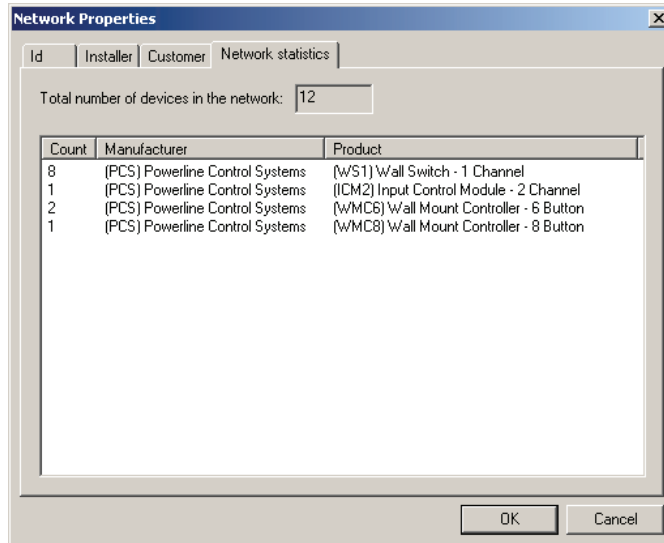 Network Properties
Id Installer Customer Network statistics
Total number of devices in the network: 12
Count Manufacturer Product
8 (PCS) Powerline Control Systems (WS1) Wall Switch - 1 Channel
1 (PCS) Powerline Control Systems (ICM2) Input Control Module - 2 Channel
2 (PCS) Powerline Control Systems (WMC6) Wall Mount Controller - 6 Button
1 (PCS) Powerline Control Systems (WMC8) Wall Mount Controller - 8 Button
OK Cancel